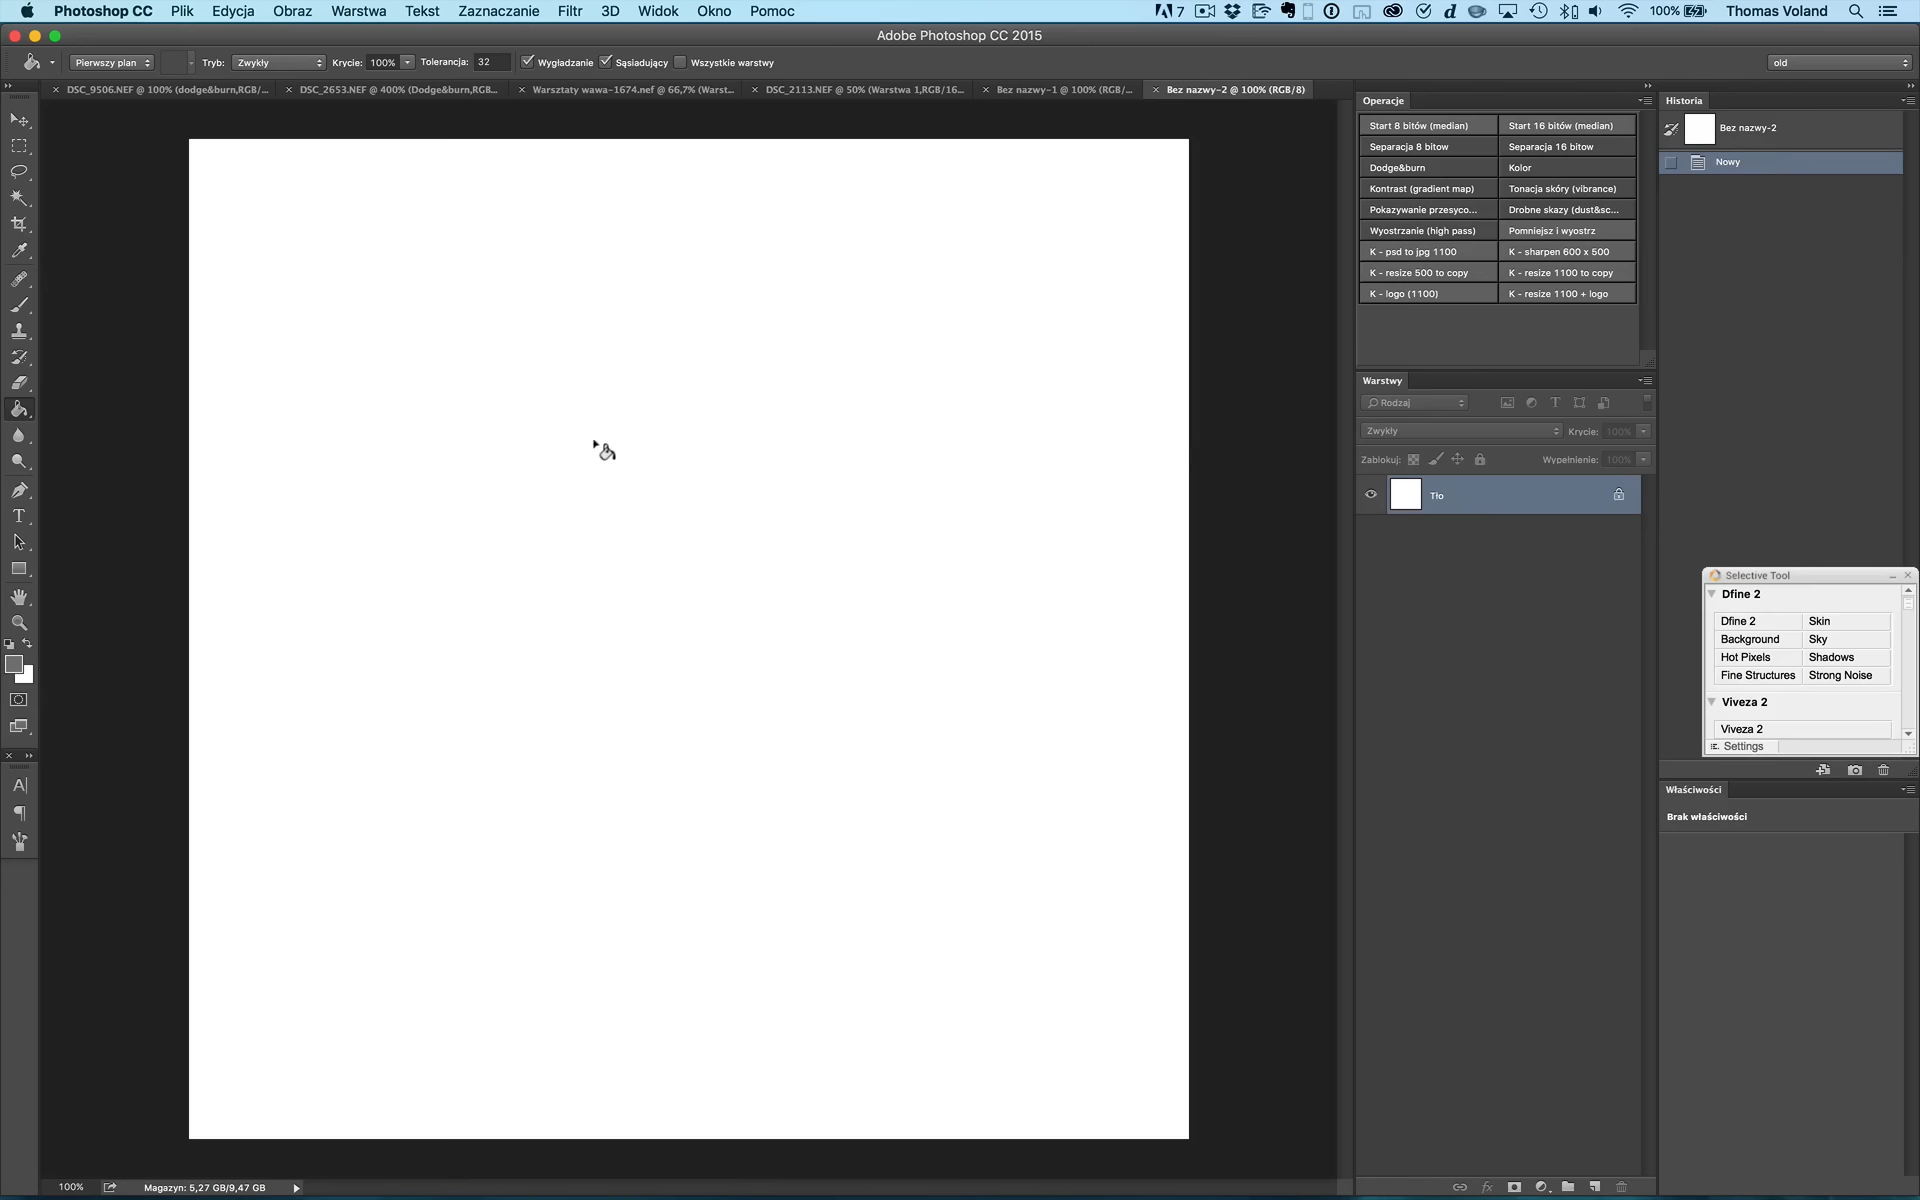 Photoshop CC Plik Edycja Obraz Warstwa Tekst Zaznaczanie Filtr 3D Widok Okno Pomoc 7 100% Thomas Voland
Adobe Photoshop CC 2015
Pierwszy plan Tryb: Zwykły Krycie: 100% Tolerancja: 32 Wygładzanie Sąsiadujący Wszystkie warstwy old
DSC_9506.NEF @ 100% (dodge&burn,RGB/... DSC_2653.NEF @ 400% (Dodge&burn,RGB... Warsztaty wawa-1674.nef @ 66,7% (Warst... DSC_2113.NEF @ 50% (Warstwa 1,RGB/16... Bez nazwy-1 @ 100% (RGB/... Bez nazwy-2 @ 100% (RGB/8)
Operacje
Start 8 bitów (median) Start 16 bitów (median)
Separacja 8 bitow Separacja 16 bitow
Dodge&burn Kolor
Kontrast (gradient map) Tonacja skóry (vibrance)
Pokazywanie przesyco... Drobne skazy (dust&sc...
Wyostrzanie (high pass) Pomniejsz i wyostrz
K - psd to jpg 1100 K - sharpen 600 x 500
K - resize 500 to copy K - resize 1100 to copy
K - logo (1100) K - resize 1100 + logo
Historia
Bez nazwy-2
Nowy
Warstwy
Rodzaj
Zwykły Krycie: 100%
Zablokuj: Wypełnienie: 100%
Tło
Selective Tool
Dfine 2
Dfine 2 Skin
Background Sky
Hot Pixels Shadows
Fine Structures Strong Noise
Viveza 2
Viveza 2
Settings
Właściwości
Brak właściwości
100% Magazyn: 5,27 GB/9,47 GB